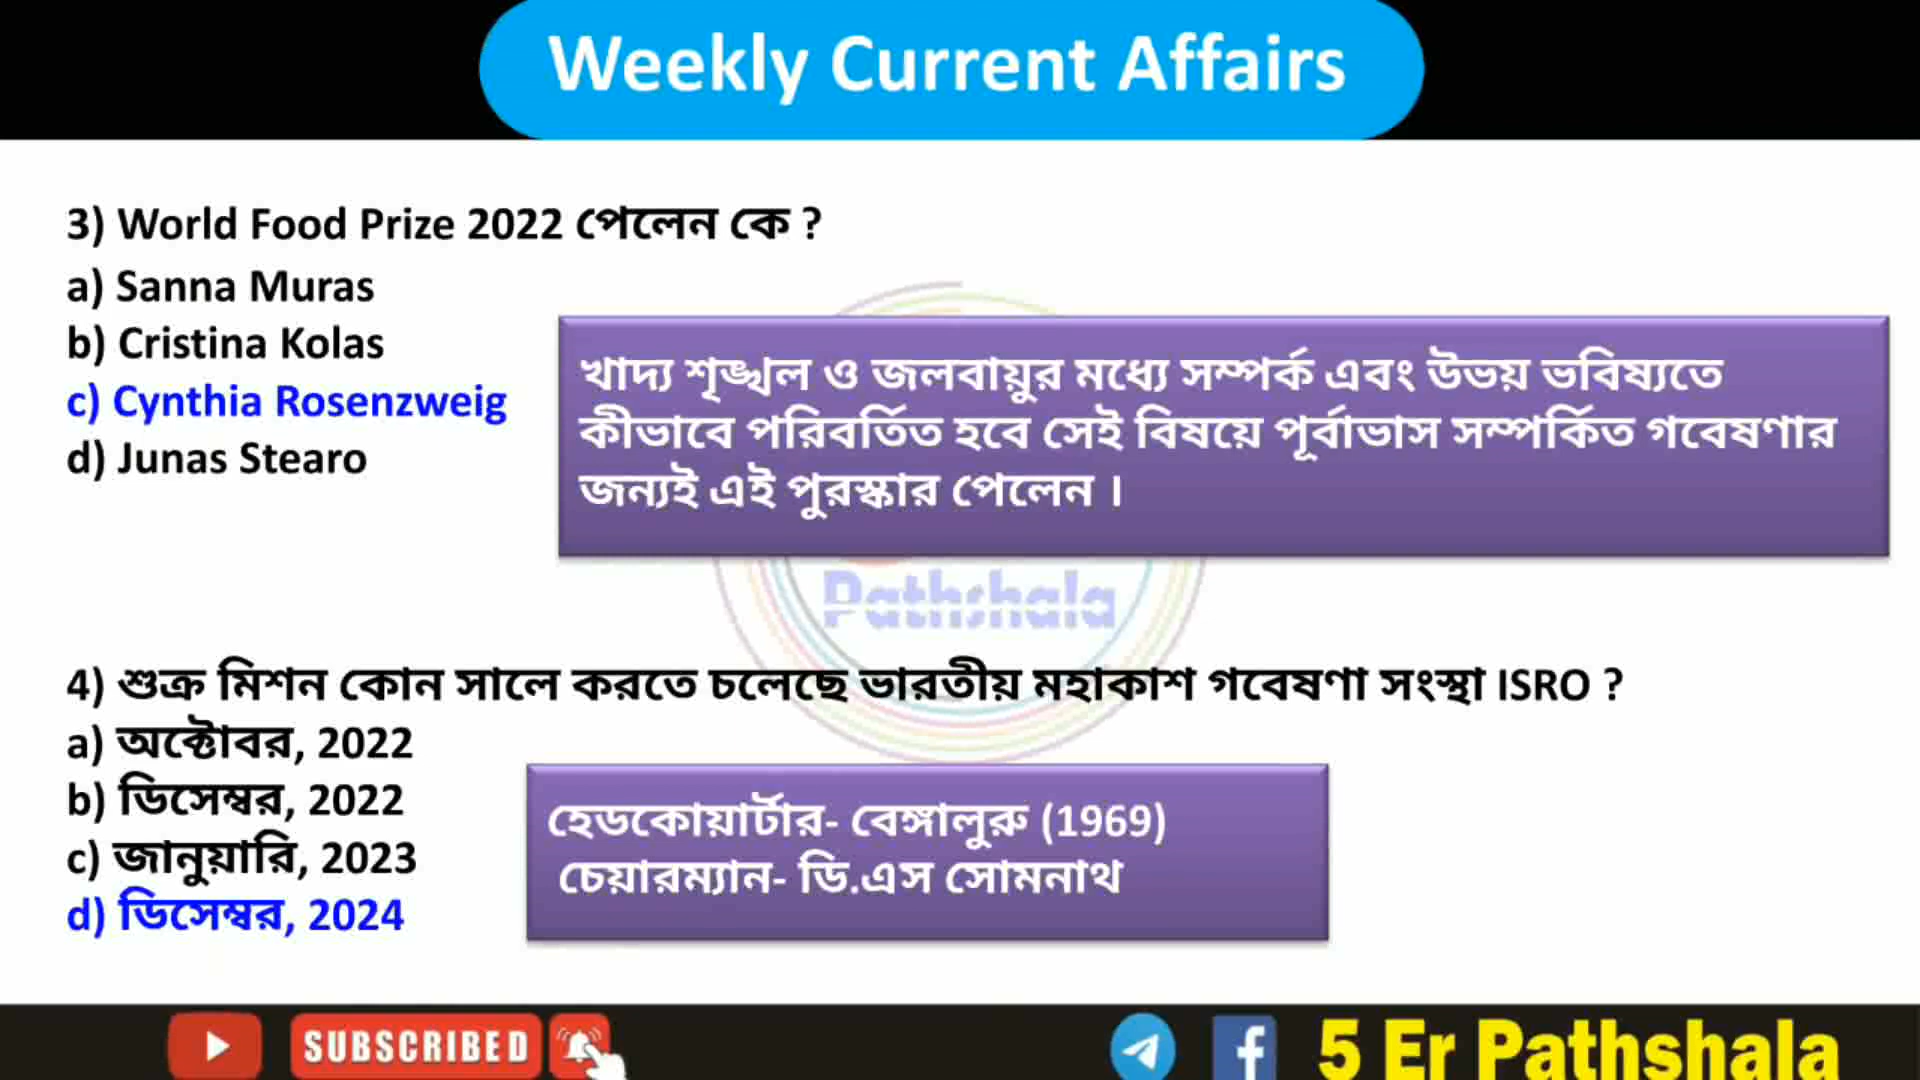 Weekly Current Affairs
3) World Food Prize 2022 পেলেন কে ?
a) Sanna Muras
b) Cristina Kolas
c) Cynthia Rosenzweig
d) Junas Stearo
খাদ্য শৃঙ্খল ও জলবায়ুর মধ্যে সম্পর্ক এবং উভয় ভবিষ্যতে
কীভাবে পরিবর্তিত হবে সেই বিষয়ে পূর্বাভাস সম্পর্কিত গবেষণার
জন্যই এই পুরস্কার পেলেন ।
Pathshala
4) শুক্র মিশন কোন সালে করতে চলেছে ভারতীয় মহাকাশ গবেষণা সংস্থা ISRO ?
a) অক্টোবর, 2022
b) ডিসেম্বর, 2022
c) জানুয়ারি, 2023
d) ডিসেম্বর, 2024
হেডকোয়ার্টার- বেঙ্গালুরু (1969)
চেয়ারম্যান- ডি.এস সোমনাথ
SUBSCRIBED
5 Er Pathshala